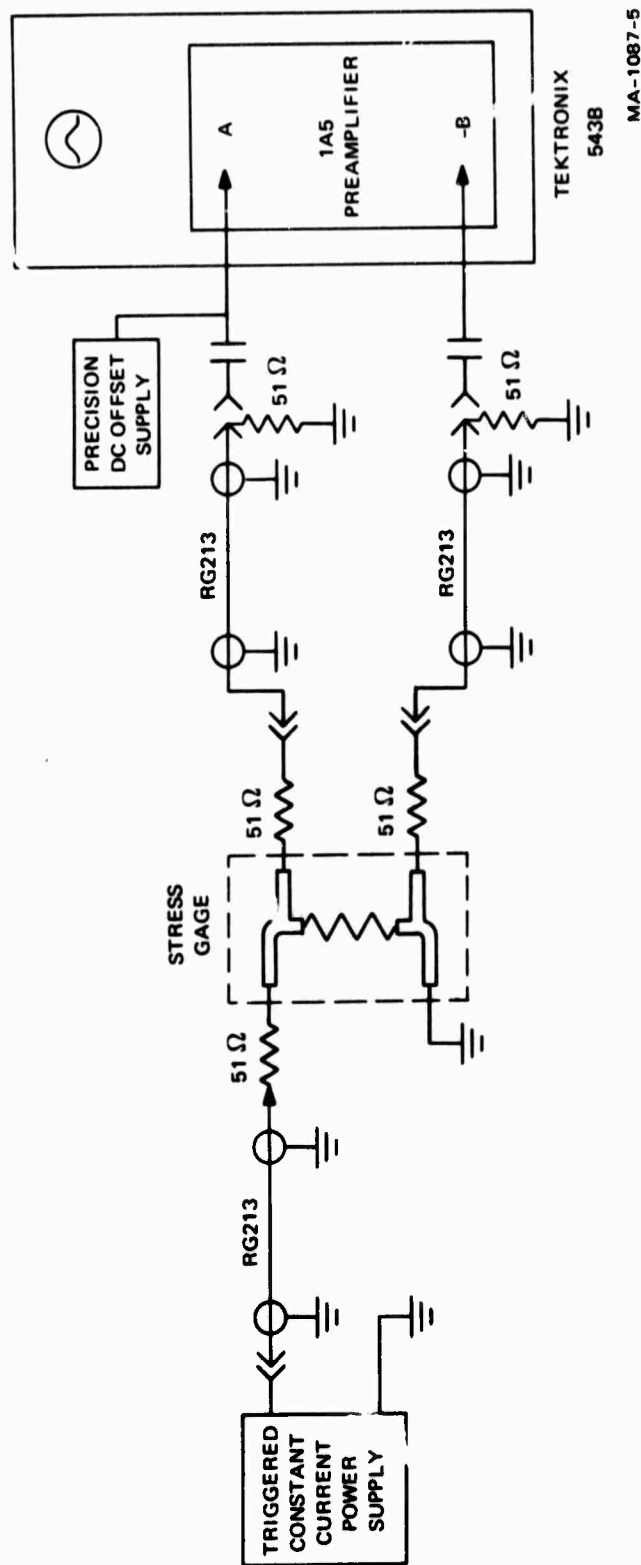 TRIGGERED
CONSTANT
CURRENT
POWER
SUPPLY
RG213
51 Ω
STRESS
GAGE
51 Ω
51 Ω
RG213
RG213
51 Ω
51 Ω
PRECISION
DC OFFSET
SUPPLY
A
1A5
PREAMPLIFIER
-B
TEKTRONIX
543B
MA-1087-5